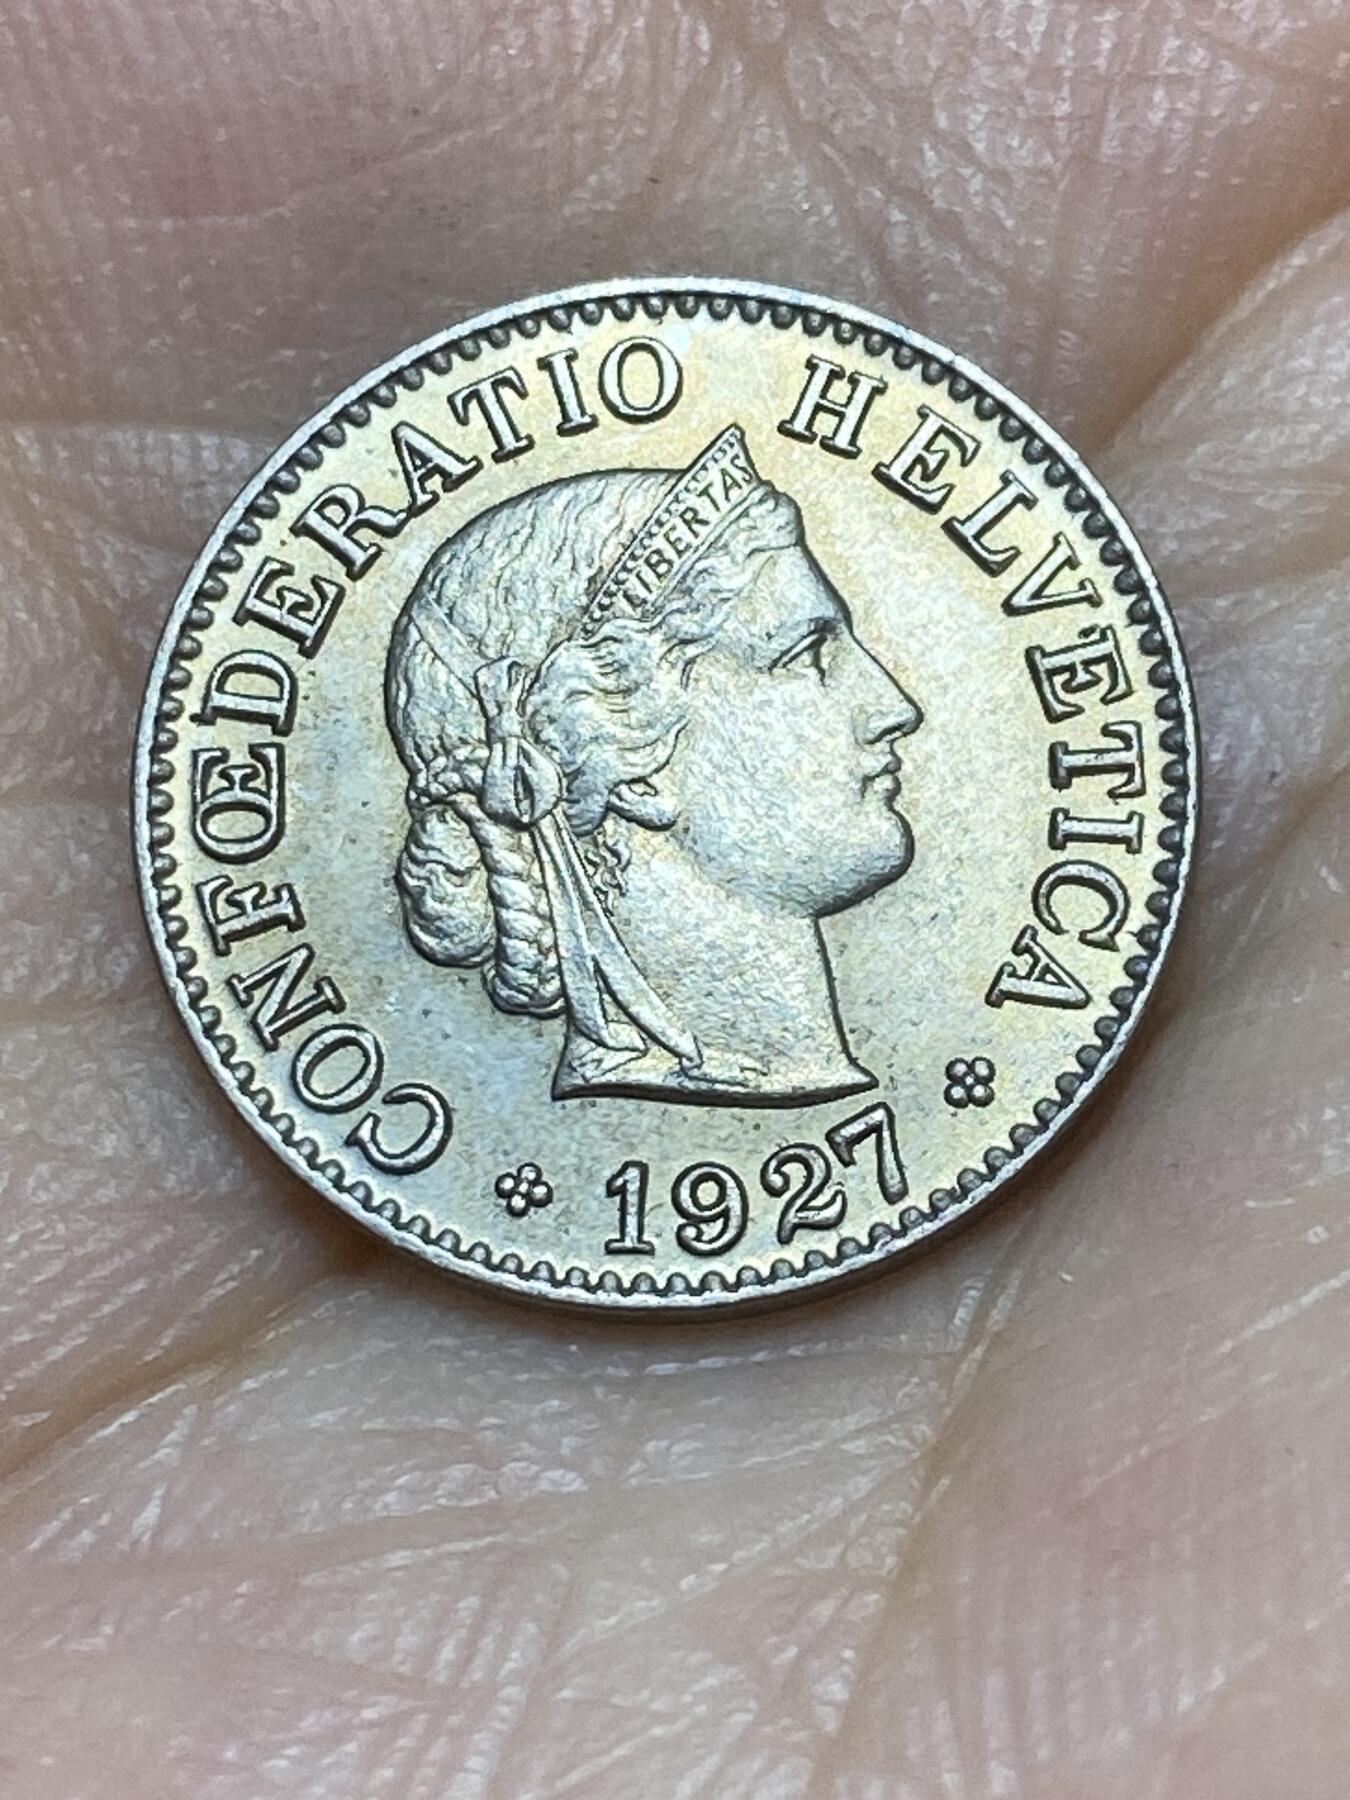 CONFŒDERATIO HELVETICA
LIBERTAS
1927